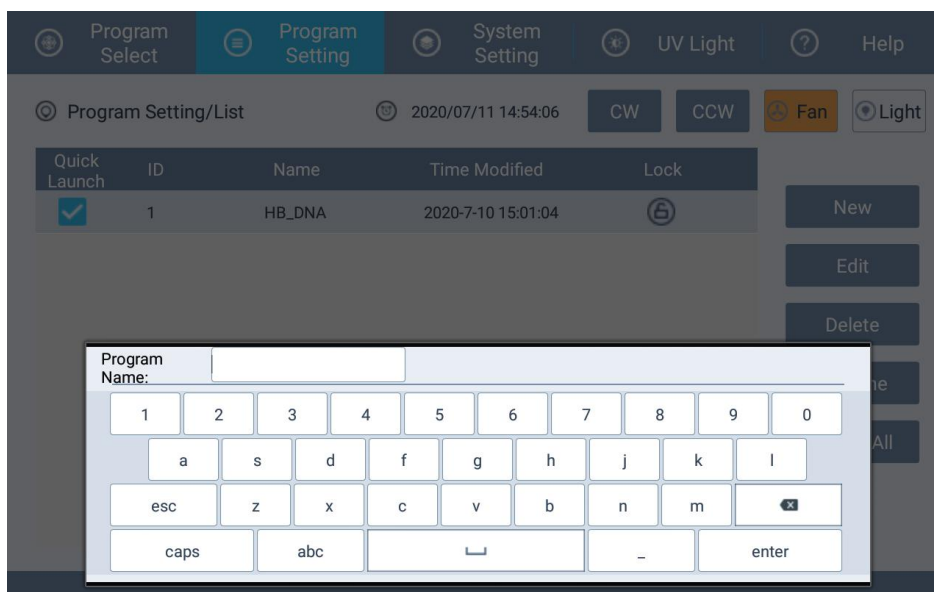 Program Select
Program Setting
System Setting
UV Light
Help
Program Setting/List
2020/07/11 14:54:06
CW
CCW
Fan
Light
Quick Launch
ID
Name
Time Modified
Lock
1
HB_DNA
2020-7-10 15:01:04
New
Edit
Delete
ne
All
Program
Name:
1 2 3 4 5 6 7 8 9 0
a s d f g h j k l
esc z x c v b n m
caps abc _ enter